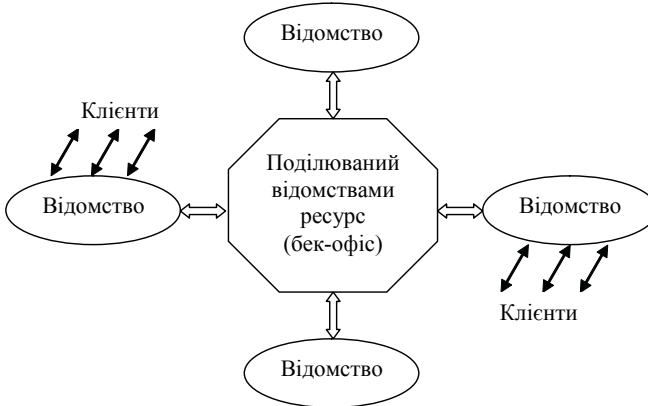 Відомство
Клієнти
Відомство
Поділюваний
відомствами
ресурс
(бек-офіс)
Відомство
Клієнти
Відомство